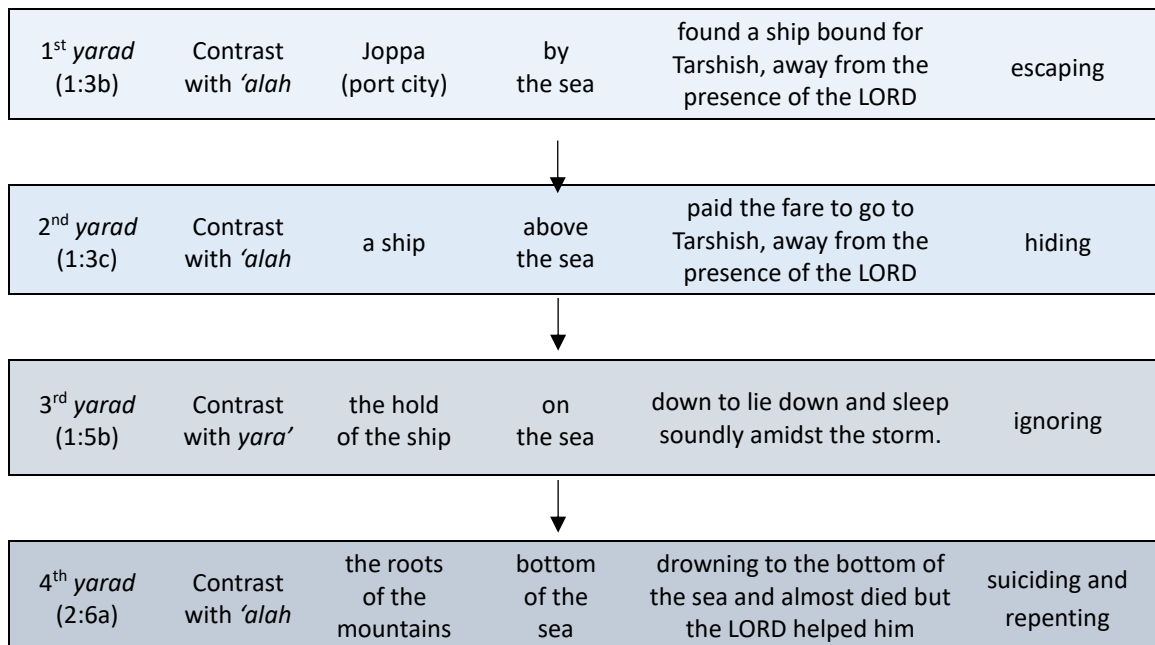 1st yarad (1:3b)
Contrast with ‘alah
Joppa (port city)
by the sea
found a ship bound for Tarshish, away from the presence of the LORD
escaping
2nd yarad (1:3c)
Contrast with ‘alah
a ship
above the sea
paid the fare to go to Tarshish, away from the presence of the LORD
hiding
3rd yarad (1:5b)
Contrast with yara’
the hold of the ship
on the sea
down to lie down and sleep soundly amidst the storm.
ignoring
4th yarad (2:6a)
Contrast with ‘alah
the roots of the mountains
bottom of the sea
drowning to the bottom of the sea and almost died but the LORD helped him
suiciding and repenting